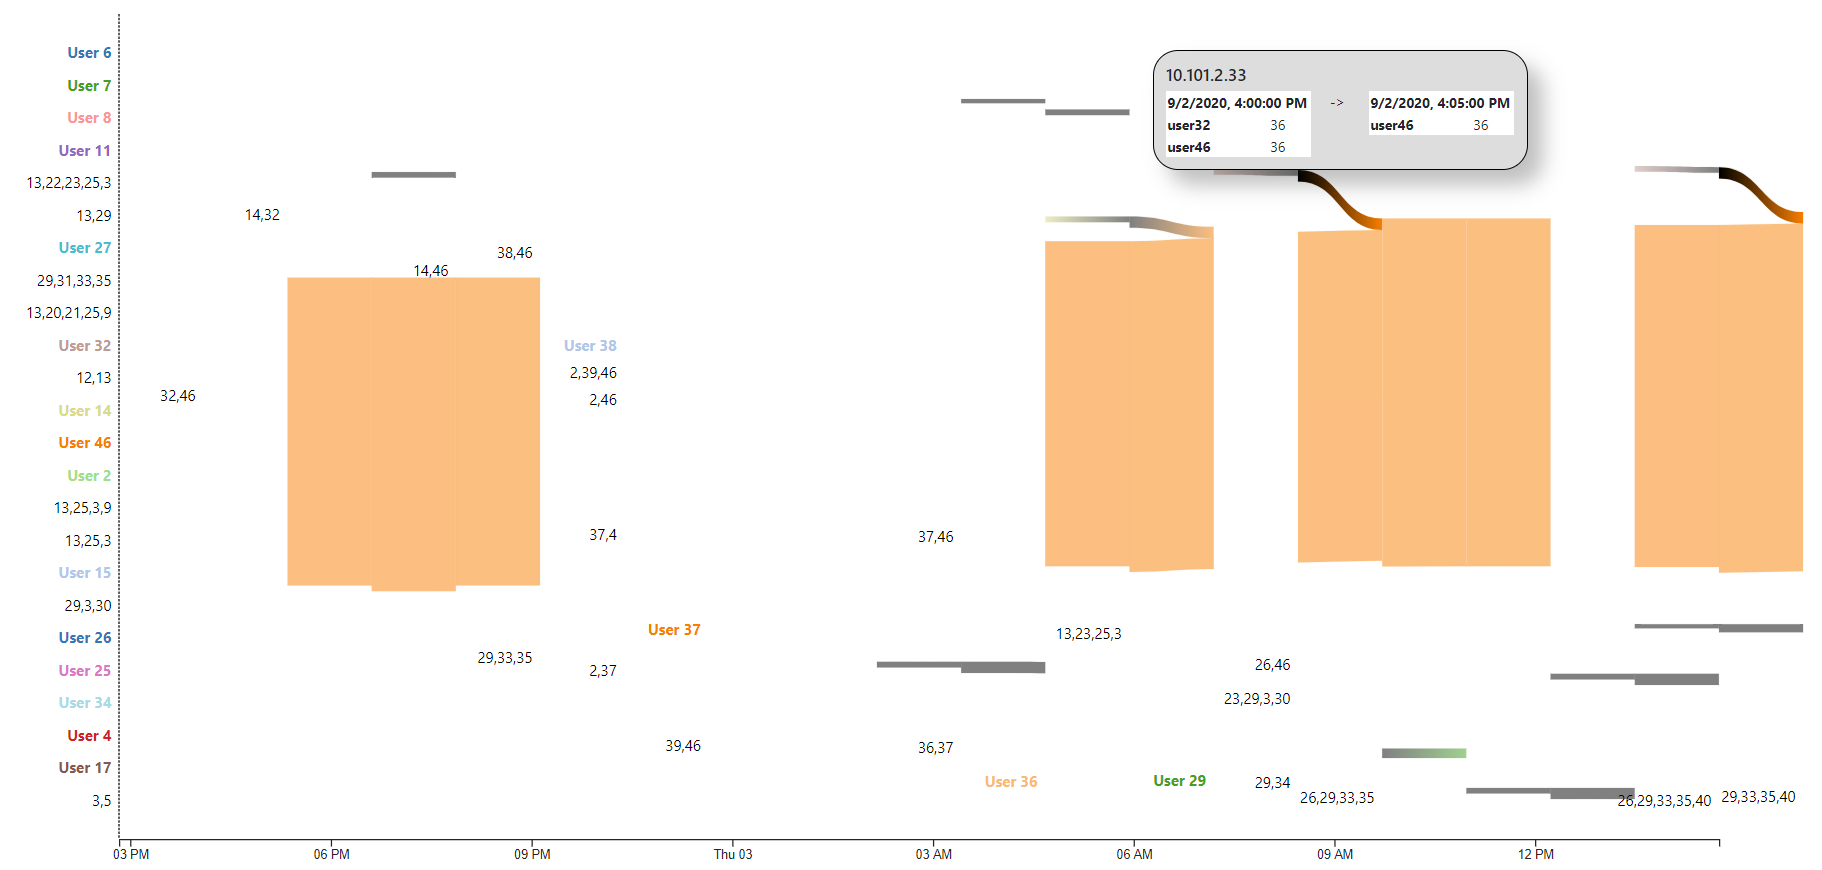 User 6
10.101.2.33
User 7
9/2/2020, 4:00:00 PM -> 9/2/2020, 4:05:00 PM
User 8
user32 36 user46 36
User 11
user46 36
13,22,23,25,3
13,29
14,32
User 27
38,46
14,46
29,31,33,35
13,20,21,25,9
User 32
User 38
12,13
2,39,46
32,46
2,46
User 14
User 46
User 2
13,25,3,9
13,25,3
37,4
37,46
User 15
29,3,30
User 37
User 26
13,23,25,3
29,33,35
User 25
2,37
26,46
User 34
23,29,3,30
User 4
39,46
36,37
User 17
User 36
User 29
29,34
3,5
26,29,33,35
26,29,33,35,40
29,33,35,40
03 PM 06 PM 09 PM Thu 03 03 AM 06 AM 09 AM 12 PM